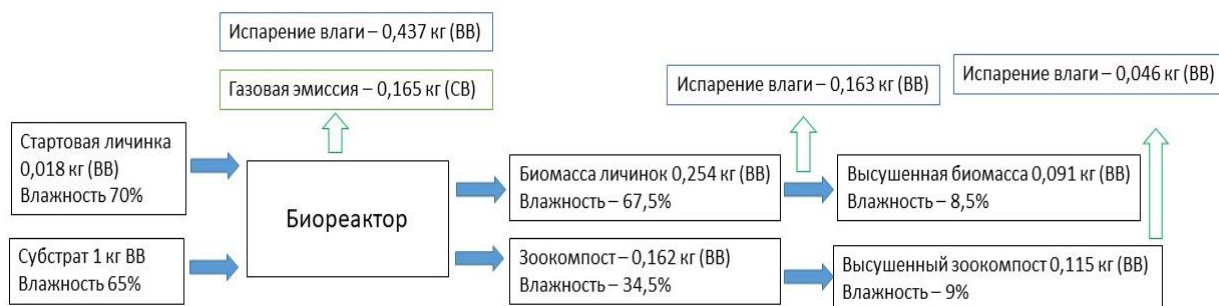 Испарение влаги – 0,437 кг (ВВ)
Газовая эмиссия – 0,165 кг (СВ)
Испарение влаги – 0,163 кг (ВВ)
Испарение влаги – 0,046 кг (ВВ)
Стартовая личинка
0,018 кг (ВВ)
Влажность 70%
Субстрат 1 кг ВВ
Влажность 65%
Биореактор
Биомасса личинок 0,254 кг (ВВ)
Влажность – 67,5%
Высушенная биомасса 0,091 кг (ВВ)
Влажность – 8,5%
Зоокомпост – 0,162 кг (ВВ)
Влажность – 34,5%
Высушенный зоокомпост 0,115 кг (ВВ)
Влажность – 9%